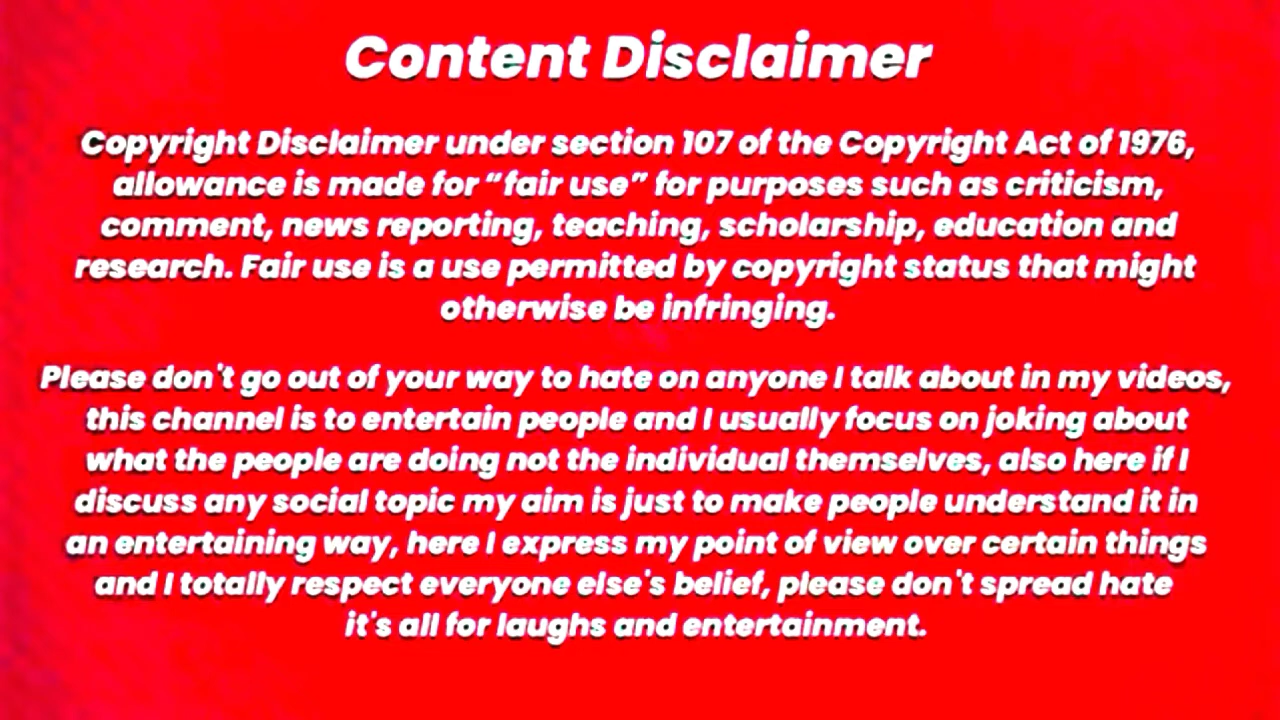 Content Disclaimer
Copyright Disclaimer under section 107 of the Copyright Act of 1976,
allowance is made for “fair use” for purposes such as criticism,
comment, news reporting, teaching, scholarship, education and
research. Fair use is a use permitted by copyright status that might
otherwise be infringing.
Please don't go out of your way to hate on anyone I talk about in my videos,
this channel is to entertain people and I usually focus on joking about
what the people are doing not the individual themselves, also here if I
discuss any social topic my aim is just to make people understand it in
an entertaining way, here I express my point of view over certain things
and I totally respect everyone else's belief, please don't spread hate
it's all for laughs and entertainment.